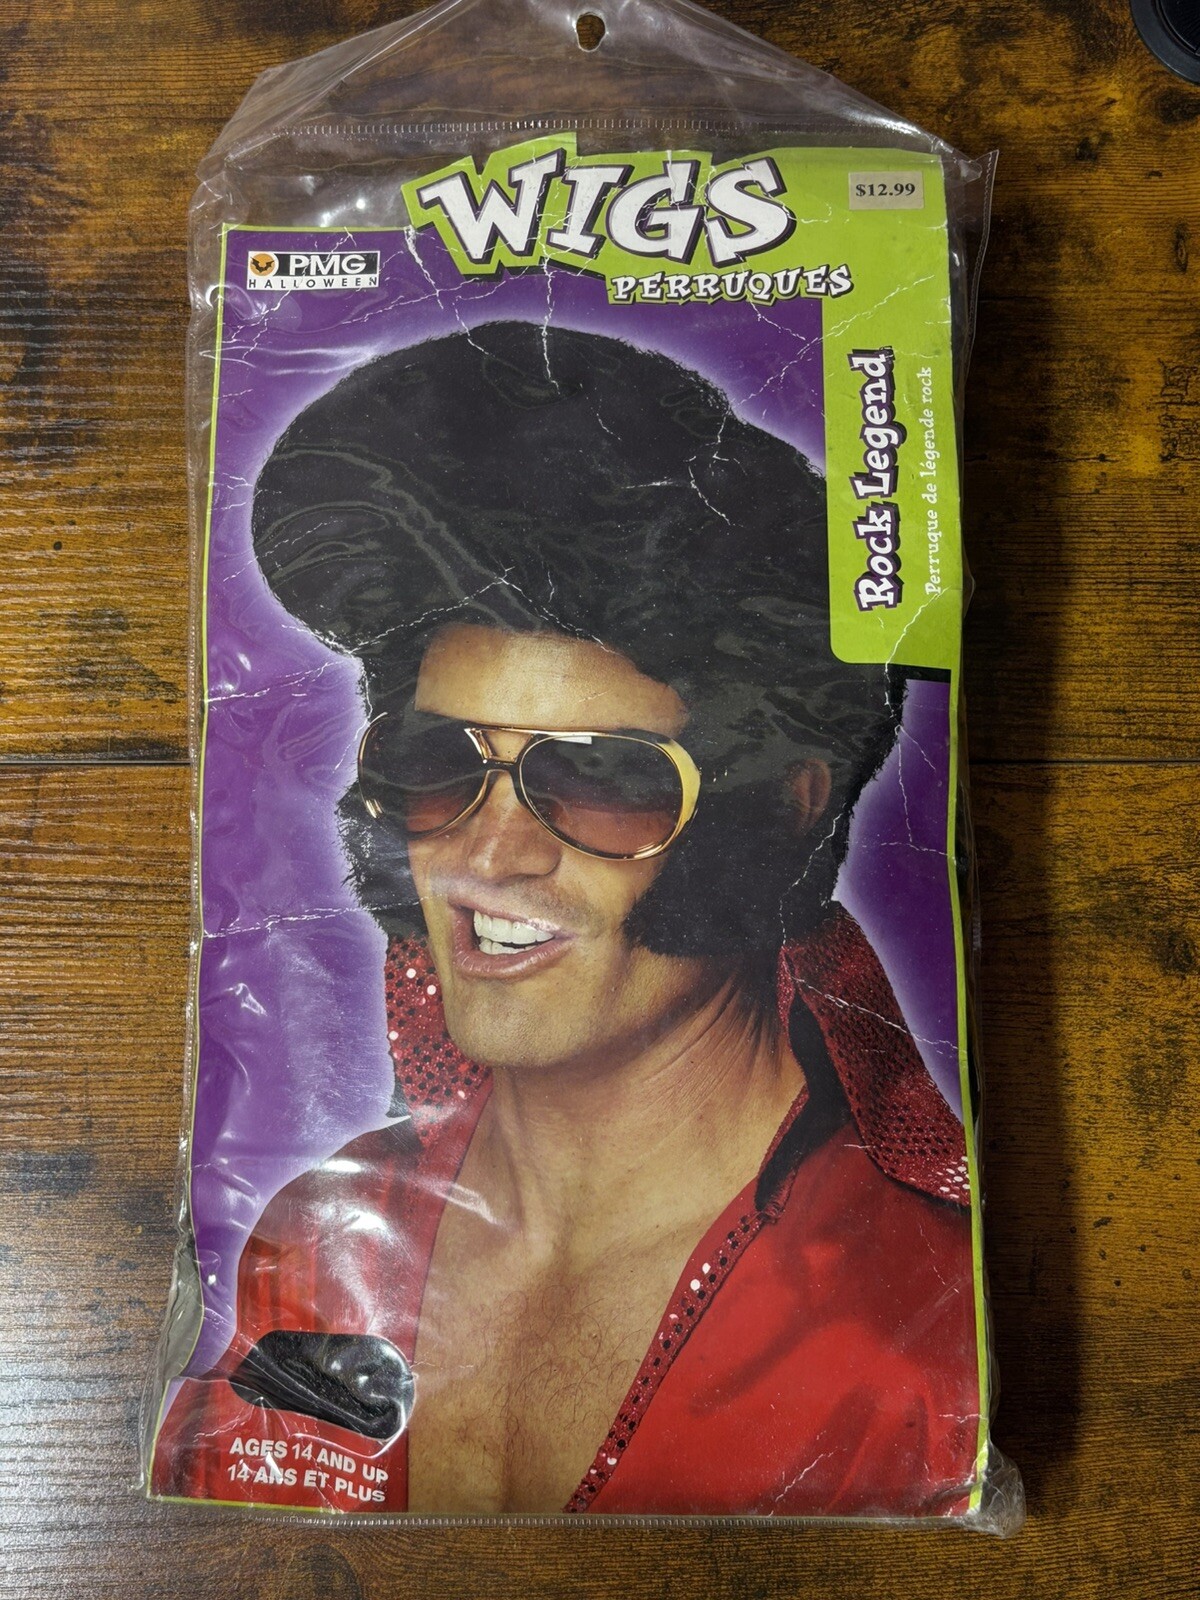 WIGS
PERRUQUES
$12.99
PMG
HALLOWEEN
Rock Legend
Perruque de légende rock
AGES 14 AND UP
14 ANS ET PLUS